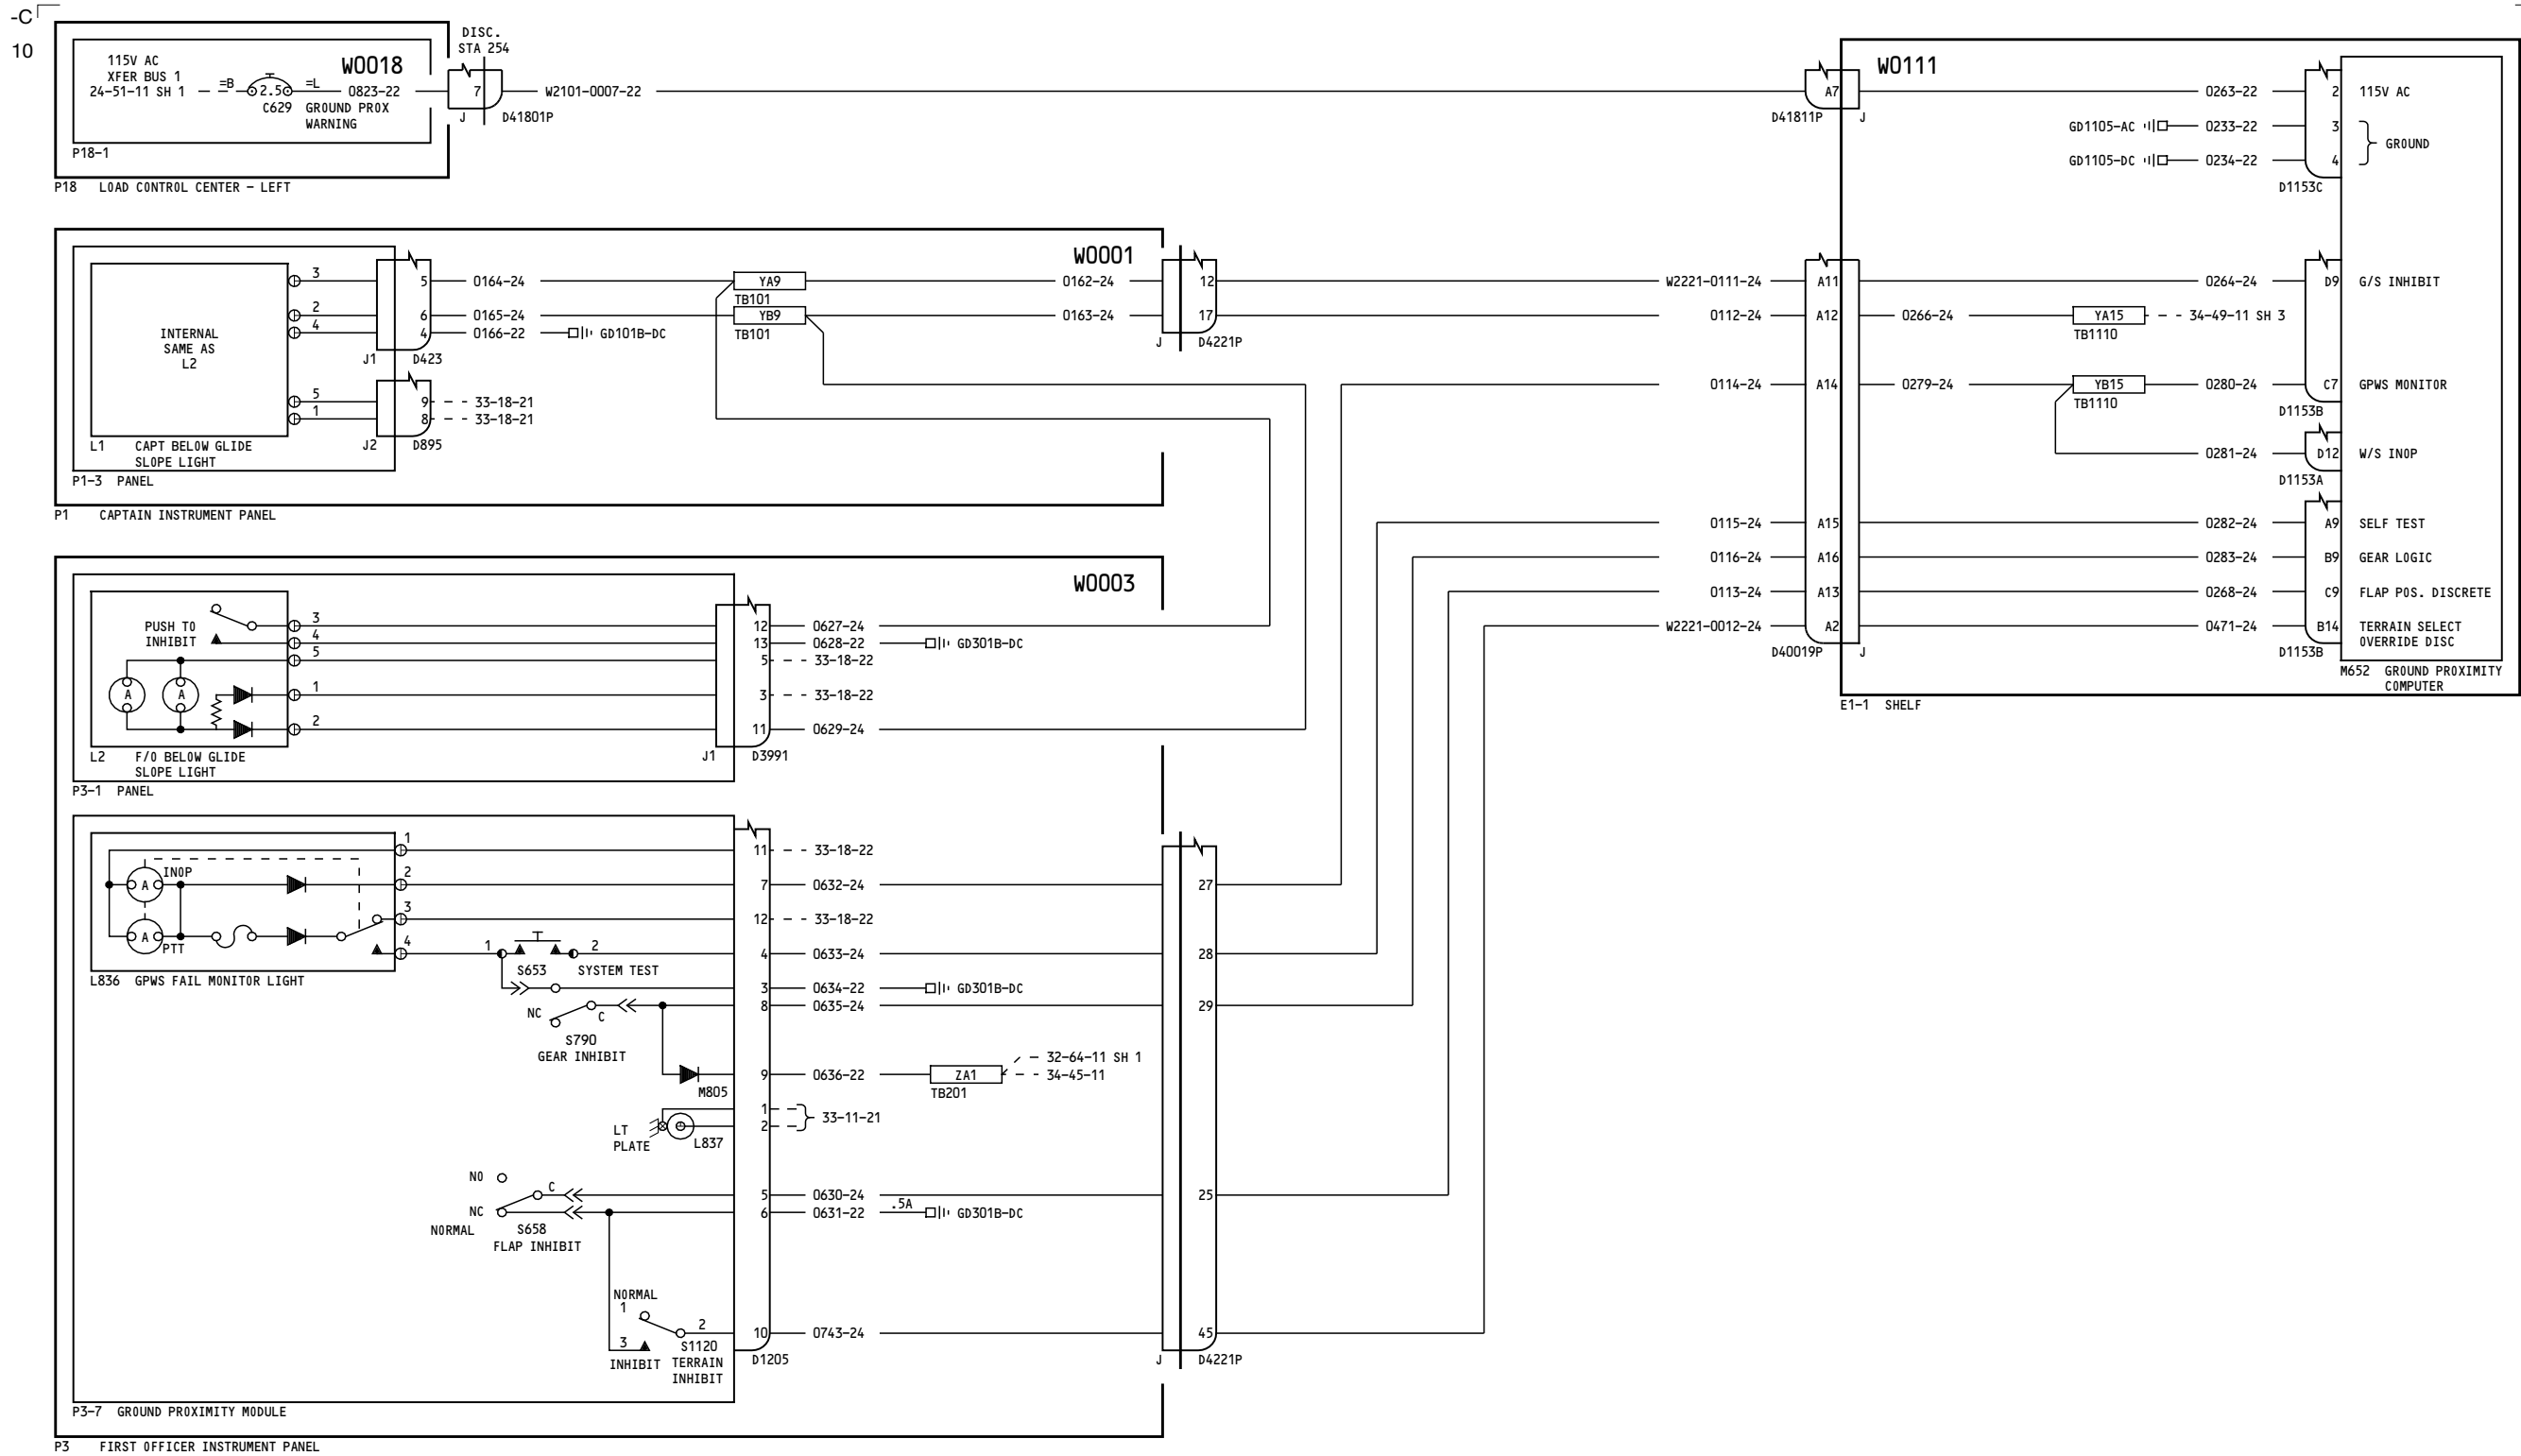 -C
10
115V AC
XFER BUS 1
24-51-11 SH 1
=B
2.5
=L
C629
GROUND PROX
WARNING
W0018
0823-22
P18-1
P18 LOAD CONTROL CENTER - LEFT
DISC.
STA 254
7
J
D41801P
W2101-0007-22
A7
D41811P
J
W0111
0263-22
2
115V AC
GD1105-AC
0233-22
3
GROUND
GD1105-DC
0234-22
4
D1153C
W0001
INTERNAL
SAME AS
L2
3
2
4
5
1
L1 CAPT BELOW GLIDE
SLOPE LIGHT
P1-3 PANEL
P1 CAPTAIN INSTRUMENT PANEL
5
6
4
J1
D423
9
8
J2
D895
0164-24
0165-24
0166-22
GD101B-DC
33-18-21
33-18-21
YA9
TB101
YB9
TB101
0162-24
0163-24
12
17
J
D4221P
W2221-0111-24
A11
0264-24
D9
G/S INHIBIT
0112-24
A12
0266-24
YA15
TB1110
34-49-11 SH 3
0114-24
A14
0279-24
YB15
TB1110
0280-24
C7
GPWS MONITOR
D1153B
0281-24
D12
W/S INOP
D1153A
0115-24
A15
0282-24
A9
SELF TEST
0116-24
A16
0283-24
B9
GEAR LOGIC
0113-24
A13
0268-24
C9
FLAP POS. DISCRETE
W2221-0012-24
A2
0471-24
B14
TERRAIN SELECT
OVERRIDE DISC
D40019P
J
D1153B
M652 GROUND PROXIMITY
COMPUTER
E1-1 SHELF
W0003
PUSH TO
INHIBIT
A
A
3
4
5
1
2
L2 F/O BELOW GLIDE
SLOPE LIGHT
P3-1 PANEL
12
13
5
3
11
J1
D3991
0627-24
0628-22
GD301B-DC
33-18-22
33-18-22
0629-24
INOP
A
A
PTT
1
2
3
4
L836 GPWS FAIL MONITOR LIGHT
11
33-18-22
7
0632-24
27
12
33-18-22
1
2
S653
SYSTEM TEST
4
0633-24
28
3
0634-22
GD301B-DC
8
0635-24
29
NC
C
S790
GEAR INHIBIT
M805
9
0636-22
ZA1
TB201
32-64-11 SH 1
34-45-11
LT
PLATE
L837
1
2
33-11-21
NO
C
NC
NORMAL
S658
FLAP INHIBIT
5
0630-24
25
6
0631-22
.5A
GD301B-DC
NORMAL
1
2
3
INHIBIT
S1120
TERRAIN
INHIBIT
10
0743-24
45
D1205
J
D4221P
P3-7 GROUND PROXIMITY MODULE
P3 FIRST OFFICER INSTRUMENT PANEL